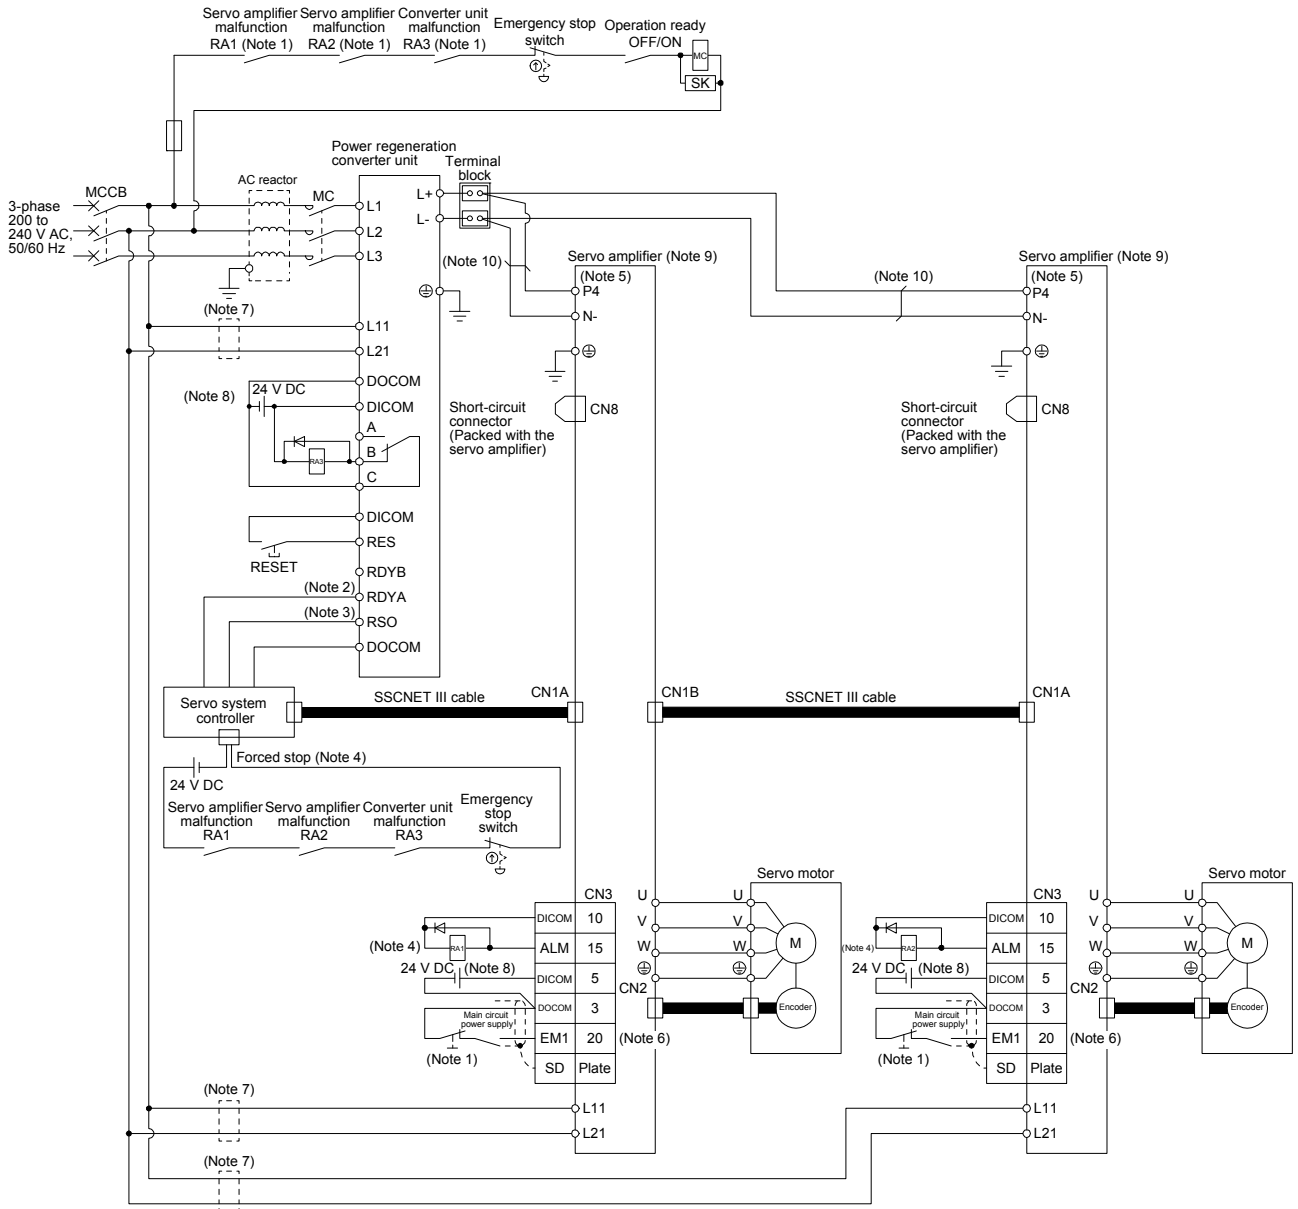 Servo amplifier
malfunction
RA1 (Note 1)
Servo amplifier
malfunction
RA2 (Note 1)
Converter unit
malfunction
RA3 (Note 1)
Emergency stop
switch
Operation ready
OFF/ON
MC
SK
Power regeneration
converter unit
Terminal
block
AC reactor
MCCB
MC
3-phase
200 to
240 V AC,
50/60 Hz
L1
L2
L3
L+
L-
(Note 7)
L11
L21
(Note 10)
Servo amplifier (Note 9)
(Note 5)
P4
N-
(Note 10)
Servo amplifier (Note 9)
(Note 5)
P4
N-
DOCOM
(Note 8)
24 V DC
DICOM
A
B
C
RA3
Short-circuit
connector
(Packed with the
servo amplifier)
CN8
Short-circuit
connector
(Packed with the
servo amplifier)
CN8
DICOM
RES
RESET
RDYB
(Note 2)
RDYA
(Note 3)
RSO
DOCOM
Servo system
controller
SSCNET III cable
CN1A
CN1B
SSCNET III cable
CN1A
Forced stop (Note 4)
24 V DC
Servo amplifier
malfunction
RA1
Servo amplifier
malfunction
RA2
Converter unit
malfunction
RA3
Emergency
stop
switch
CN3
DICOM 10
ALM 15
DICOM 5
DOCOM 3
EM1 20
SD Plate
(Note 4)
RA1
24 V DC (Note 8)
Main circuit
power supply
(Note 1)
U
V
W
CN2
(Note 6)
Servo motor
U
V
W
M
Encoder
CN3
DICOM 10
ALM 15
DICOM 5
DOCOM 3
EM1 20
SD Plate
(Note 4)
RA2
24 V DC (Note 8)
Main circuit
power supply
(Note 1)
U
V
W
CN2
(Note 6)
Servo motor
U
V
W
M
Encoder
(Note 7)
L11
L21
L11
L21
(Note 7)